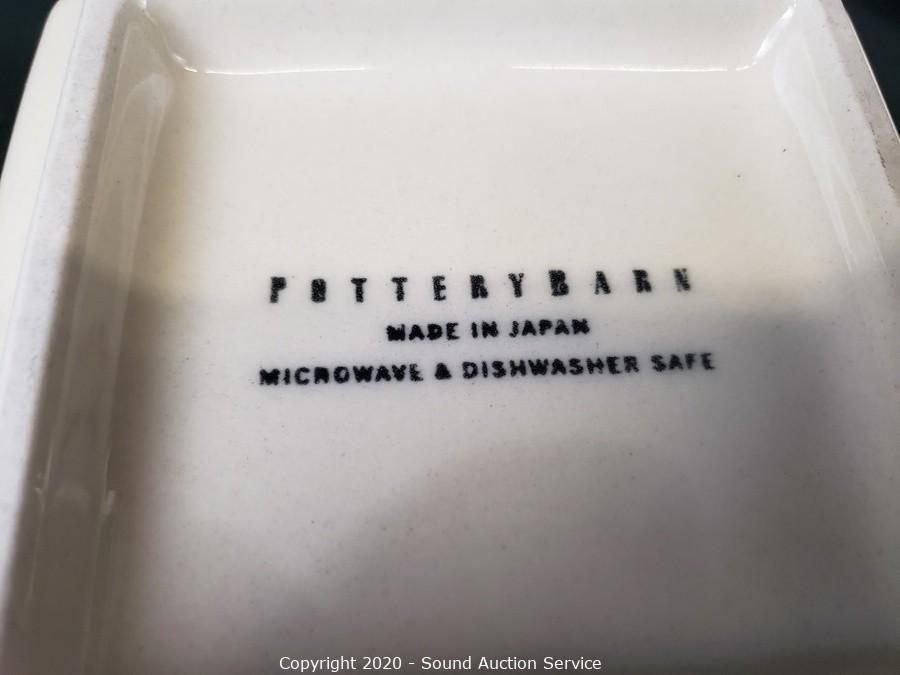 POTTERYBARN
MADE IN JAPAN
MICROWAVE & DISHWASHER SAFE
Copyright 2020 - Sound Auction Service